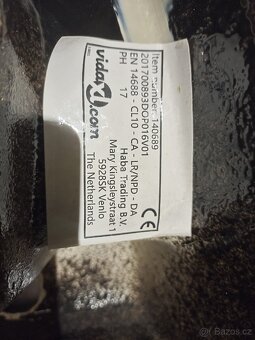 Item number: 140689
201700893DOP016V01
EN 14688 - CL10 - CA - LR/NPD - DA
PH 17
vidaXL.com
Haba Trading B.V.
Mary Kingsleystraat 1
5928SK Venlo
The Netherlands
CE
Bazos.cz